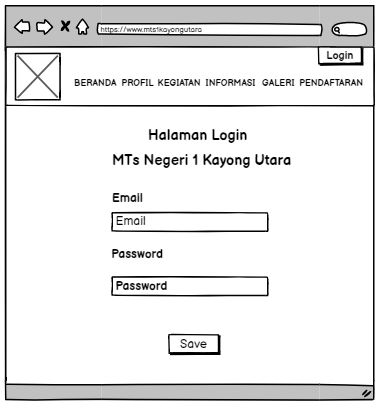 https://www.mts1kayongutara
Login
BERANDA PROFIL KEGIATAN INFORMASI GALERI PENDAFTARAN
Halaman Login
MTs Negeri 1 Kayong Utara
Email
Email
Password
Password
Save